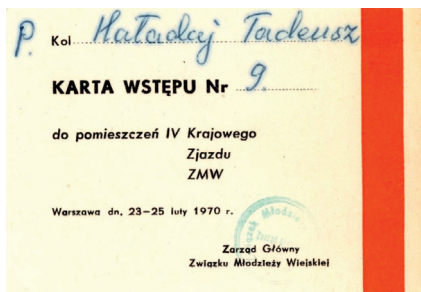 P. Kol Haładaj Tadeusz
KARTA WSTĘPU Nr 9.
do pomieszczeń IV Krajowego
Zjazdu
ZMW
Warszawa dn. 23-25 luty 1970 r.
Zarząd Główny
Związku Młodzieży Wiejskiej